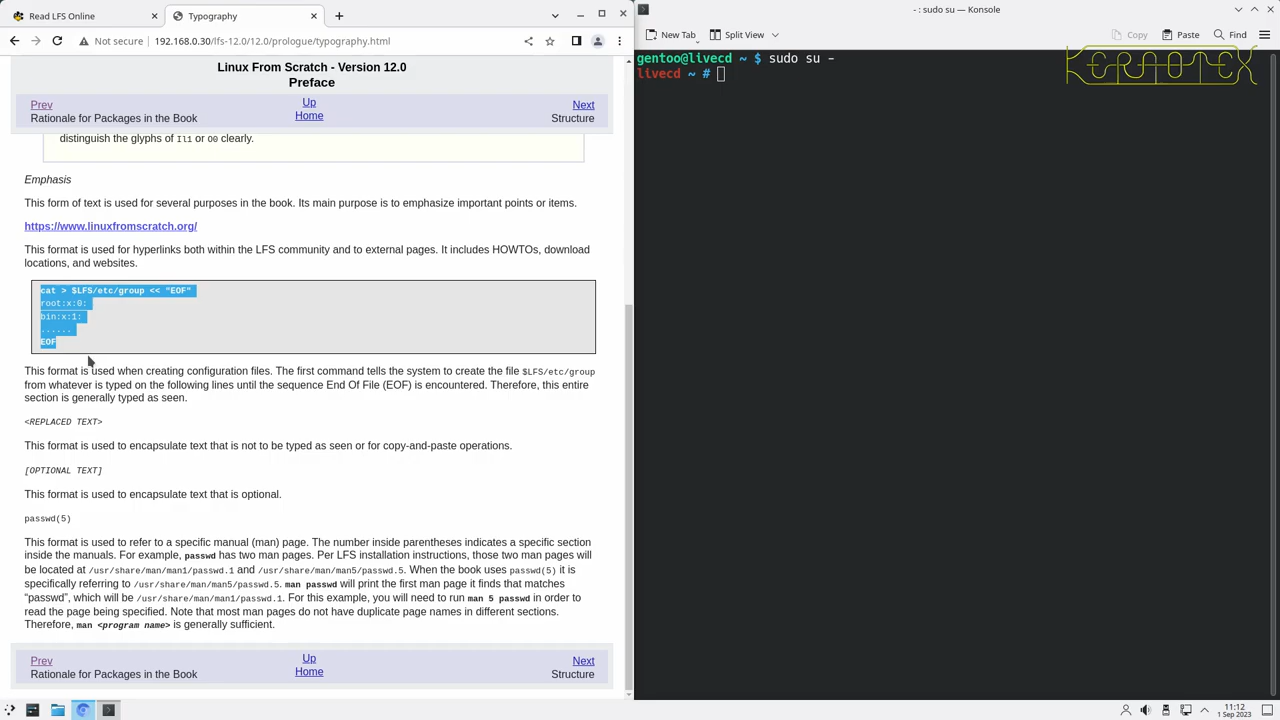 Read LFS Online
Typography
Not secure
192.168.0.30/lfs-12.0/12.0/prologue/typography.html
Linux From Scratch - Version 12.0
Preface
Prev
Up
Next
Rationale for Packages in the Book
Home
Structure
distinguish the glyphs of Il1 or O0 clearly.
Emphasis
This form of text is used for several purposes in the book. Its main purpose is to emphasize important points or items.
https://www.linuxfromscratch.org/
This format is used for hyperlinks both within the LFS community and to external pages. It includes HOWTOs, download
locations, and websites.
cat > $LFS/etc/group << "EOF"
root:x:0:
bin:x:1:
......
EOF
This format is used when creating configuration files. The first command tells the system to create the file $LFS/etc/group
from whatever is typed on the following lines until the sequence End Of File (EOF) is encountered. Therefore, this entire
section is generally typed as seen.
<REPLACED TEXT>
This format is used to encapsulate text that is not to be typed as seen or for copy-and-paste operations.
[OPTIONAL TEXT]
This format is used to encapsulate text that is optional.
passwd(5)
This format is used to refer to a specific manual (man) page. The number inside parentheses indicates a specific section
inside the manuals. For example, passwd has two man pages. Per LFS installation instructions, those two man pages will
be located at /usr/share/man/man1/passwd.1 and /usr/share/man/man5/passwd.5. When the book uses passwd(5) it is
specifically referring to /usr/share/man/man5/passwd.5. man passwd will print the first man page it finds that matches
“passwd”, which will be /usr/share/man/man1/passwd.1. For this example, you will need to run man 5 passwd in order to
read the page being specified. Note that most man pages do not have duplicate page names in different sections.
Therefore, man <program name> is generally sufficient.
Prev
Up
Next
Rationale for Packages in the Book
Home
Structure
- : sudo su — Konsole
New Tab
Split View
Copy
Paste
Find
gentoo@livecd ~ $ sudo su -
livecd ~ #
KERNOTEX
11:12
1 Sep 2023